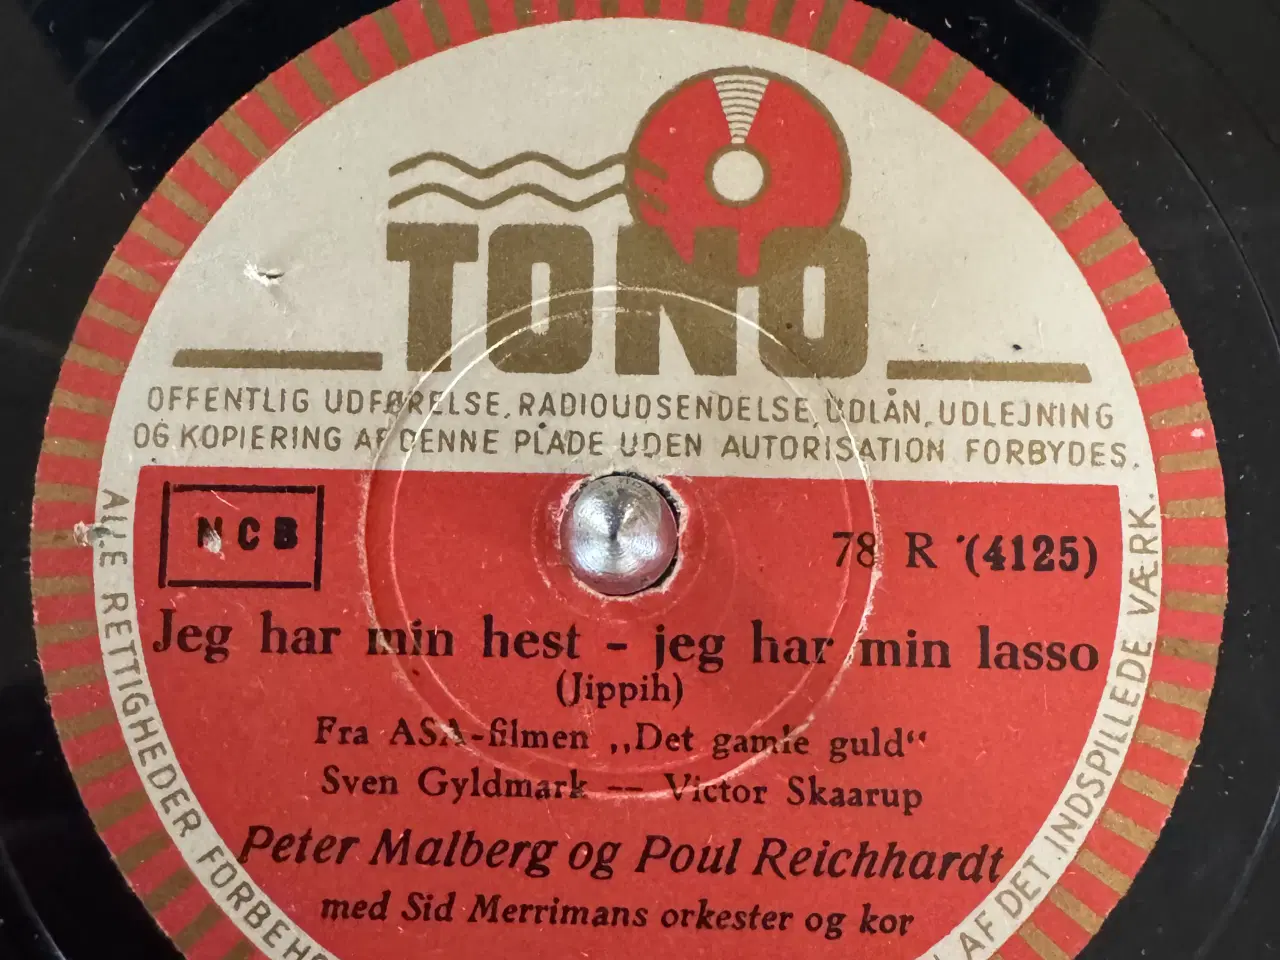 TONO
OFFENTLIG UDFØRELSE, RADIOUDSENDELSE, UDLÅN, UDLEJNING
OG KOPIERING AF DENNE PLADE UDEN AUTORISATION FORBYDES.
NCB
78 R (4125)
Jeg har min hest - jeg har min lasso
(Jippih)
Fra ASA-filmen „Det gamle guld“
Sven Gyldmark — Victor Skaarup
Peter Malberg og Poul Reichhardt
med Sid Merrimans orkester og kor
ALLE RETTIGHEDER FORBEH
AF DET INDSPILLEDE VÆRK.